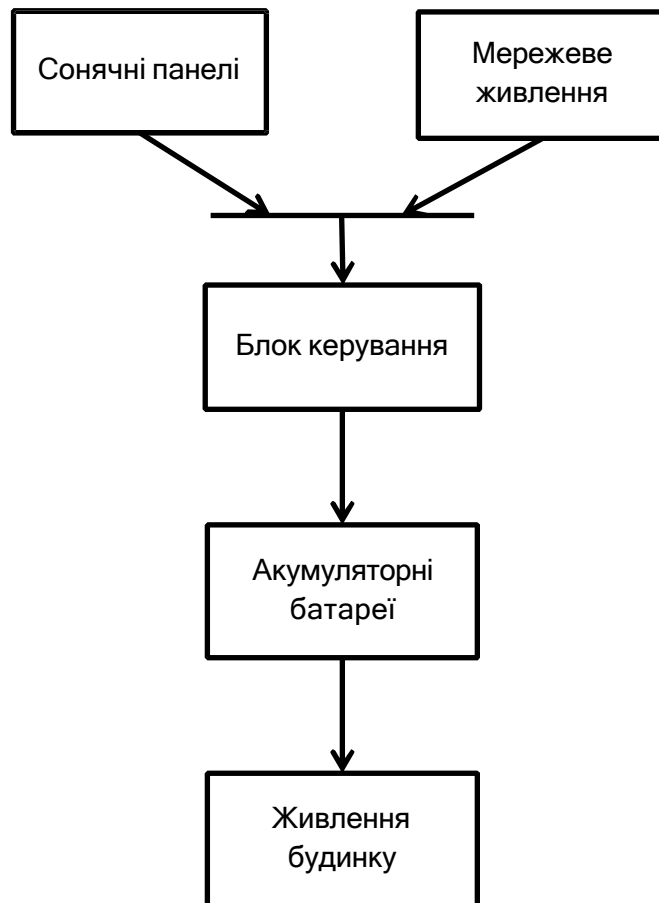 Сонячні панелі
Мережеве
живлення
Блок керування
Акумуляторні
батареї
Живлення
будинку